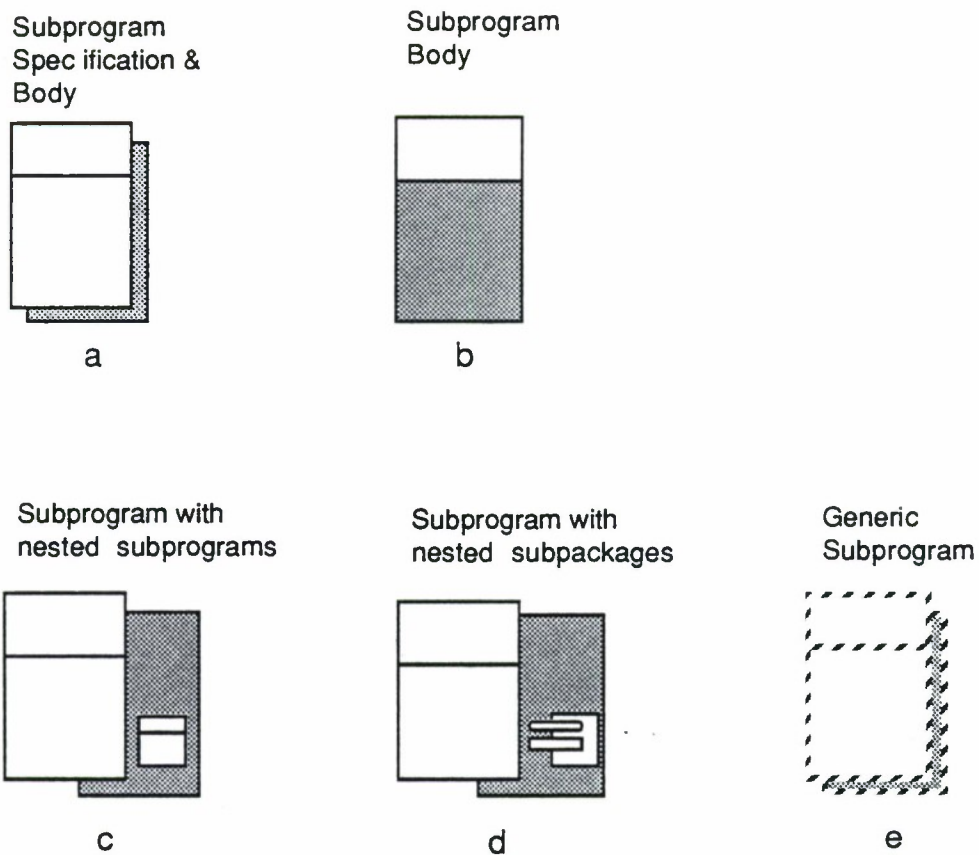 Subprogram
Spec ification &
Body
Subprogram
Body
a
b
Subprogram with
nested subprograms
Subprogram with
nested subpackages
Generic
Subprogram
c
d
e